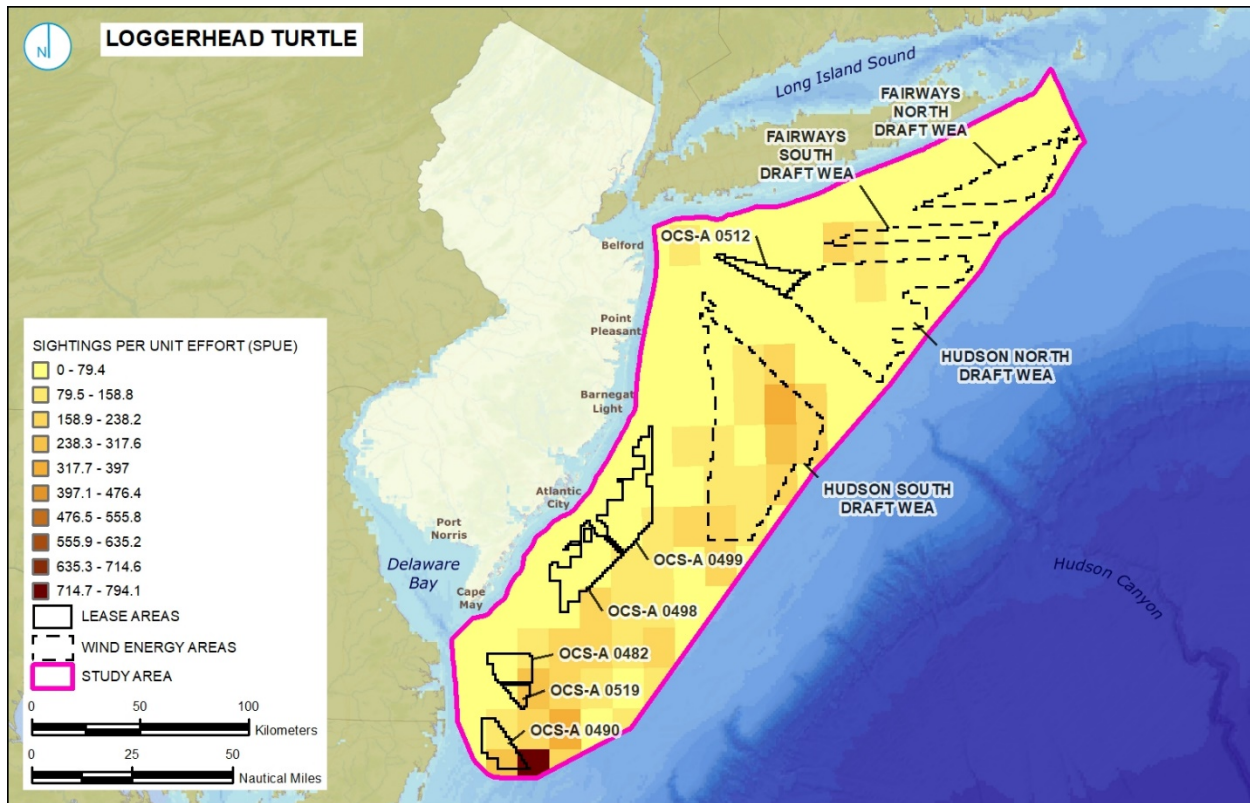 N
LOGGERHEAD TURTLE
Long Island Sound
FAIRWAYS
NORTH
DRAFT WEA
FAIRWAYS
SOUTH
DRAFT WEA
Belford
OCS-A 0512
Point
Pleasant
HUDSON NORTH
DRAFT WEA
Barnegat
Light
HUDSON SOUTH
DRAFT WEA
Atlantic
City
Port
Norris
Delaware
Bay
OCS-A 0499
Hudson Canyon
Cape
May
OCS-A 0498
OCS-A 0482
OCS-A 0519
OCS-A 0490
SIGHTINGS PER UNIT EFFORT (SPUE)
0 - 79.4
79.5 - 158.8
158.9 - 238.2
238.3 - 317.6
317.7 - 397
397.1 - 476.4
476.5 - 555.8
555.9 - 635.2
635.3 - 714.6
714.7 - 794.1
LEASE AREAS
WIND ENERGY AREAS
STUDY AREA
0 50 100
Kilometers
0 25 50
Nautical Miles